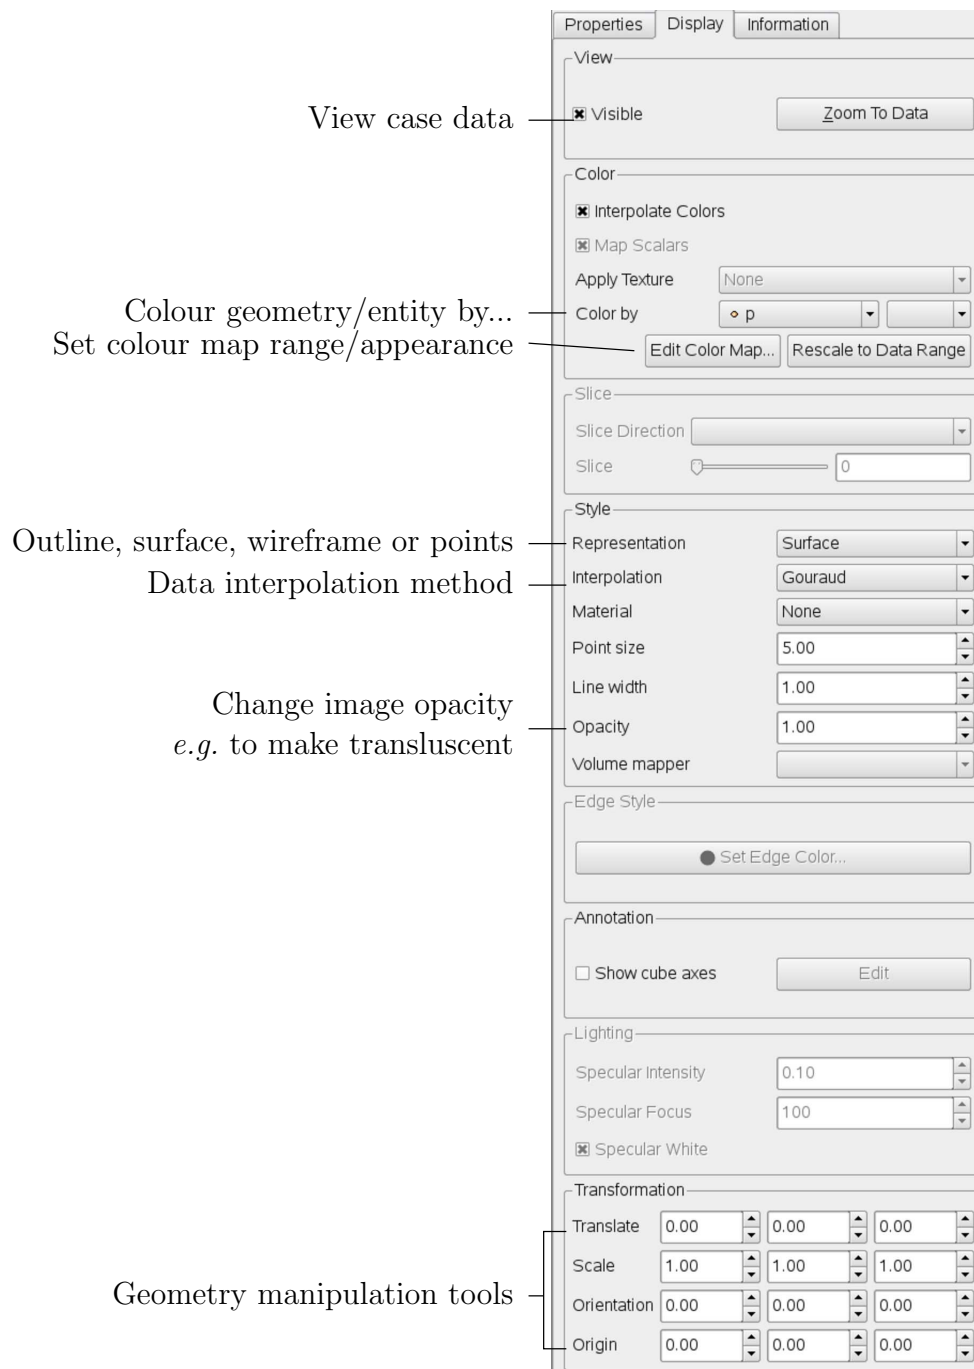 Properties Display Information
View
View case data
Visible Zoom To Data
Color
Interpolate Colors
Map Scalars
Apply Texture None
Colour geometry/entity by...
Color by p
Set colour map range/appearance
Edit Color Map... Rescale to Data Range
Slice
Slice Direction
Slice 0
Style
Outline, surface, wireframe or points
Representation Surface
Data interpolation method
Interpolation Gouraud
Material None
Point size 5.00
Line width 1.00
Change image opacity
e.g. to make transluscent
Opacity 1.00
Volume mapper
Edge Style
Set Edge Color...
Annotation
Show cube axes Edit
Lighting
Specular Intensity 0.10
Specular Focus 100
Specular White
Transformation
Translate 0.00 0.00 0.00
Scale 1.00 1.00 1.00
Geometry manipulation tools
Orientation 0.00 0.00 0.00
Origin 0.00 0.00 0.00